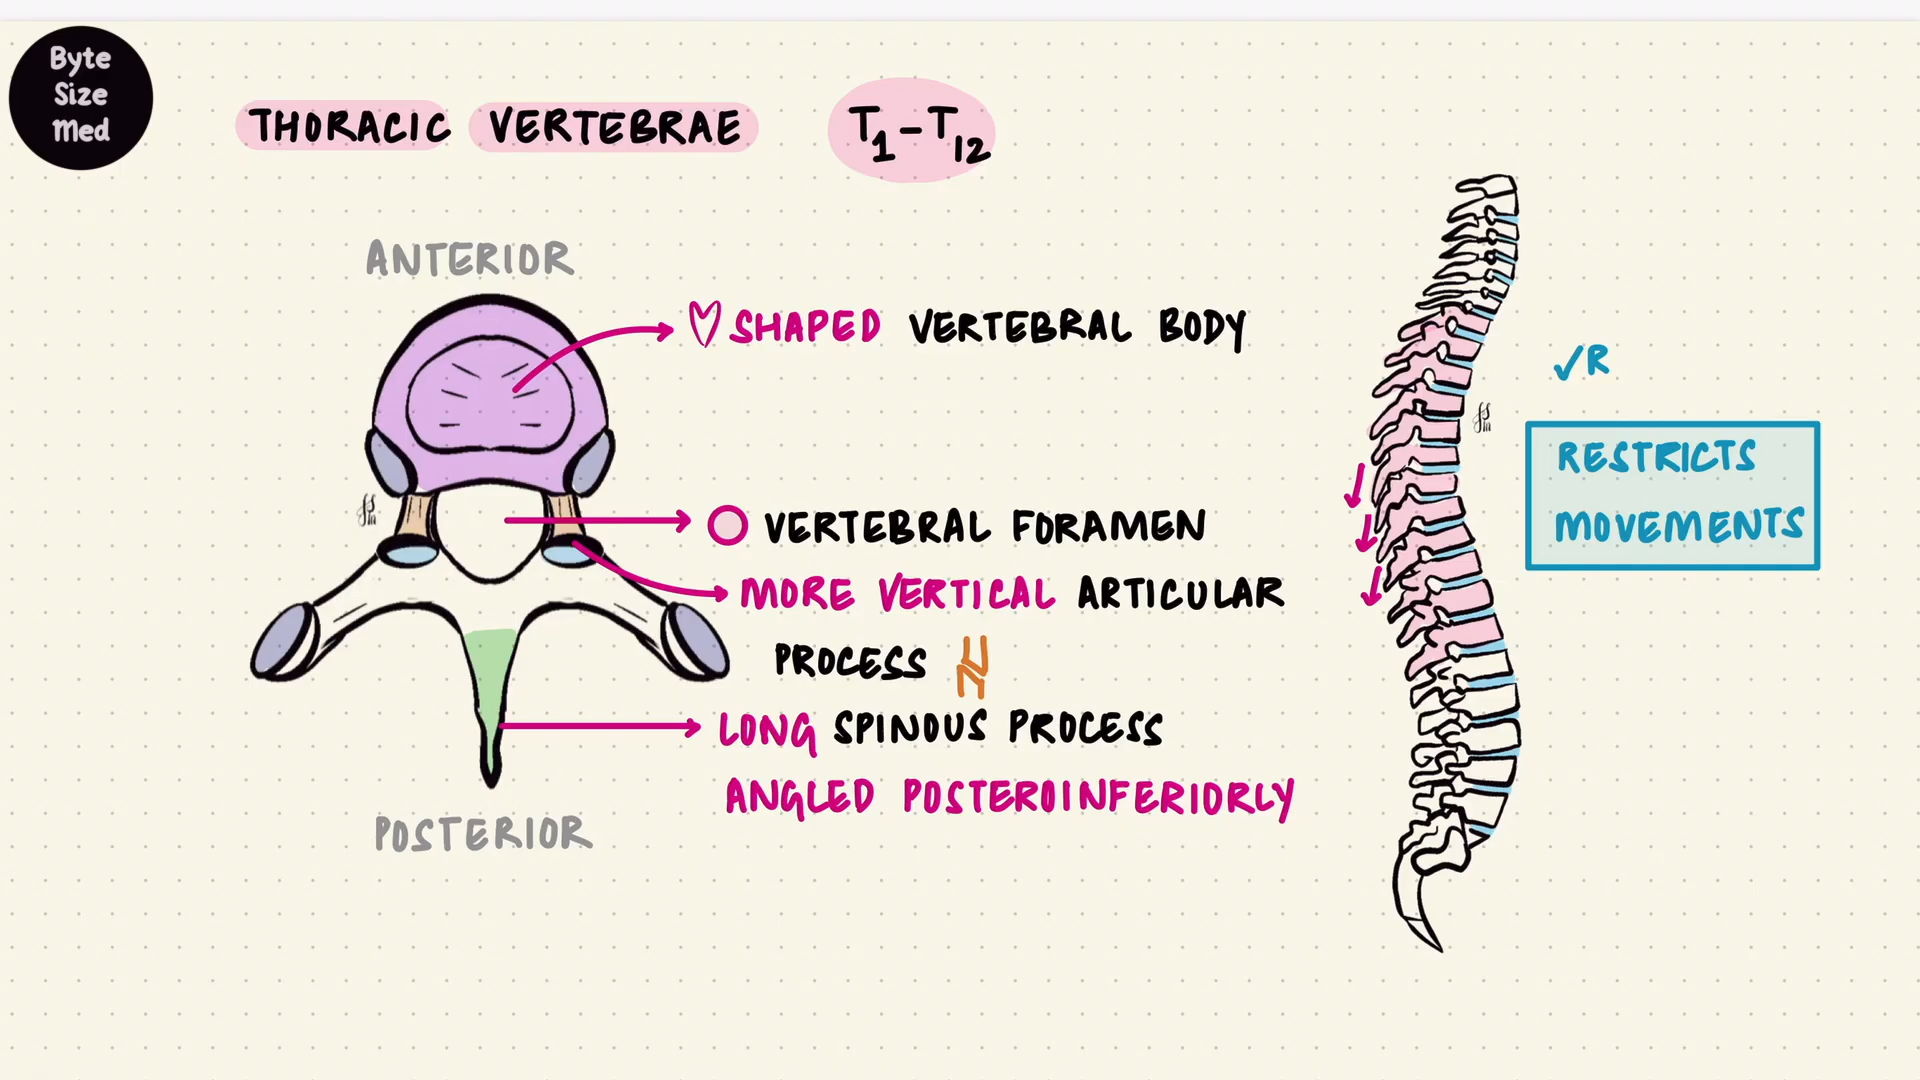 Byte
Size
Med
THORACIC VERTEBRAE T1-T12
ANTERIOR
♡ SHAPED VERTEBRAL BODY
√R
RESTRICTS
MOVEMENTS
○ VERTEBRAL FORAMEN
MORE VERTICAL ARTICULAR
PROCESS
LONG SPINOUS PROCESS
ANGLED POSTEROINFERIORLY
POSTERIOR